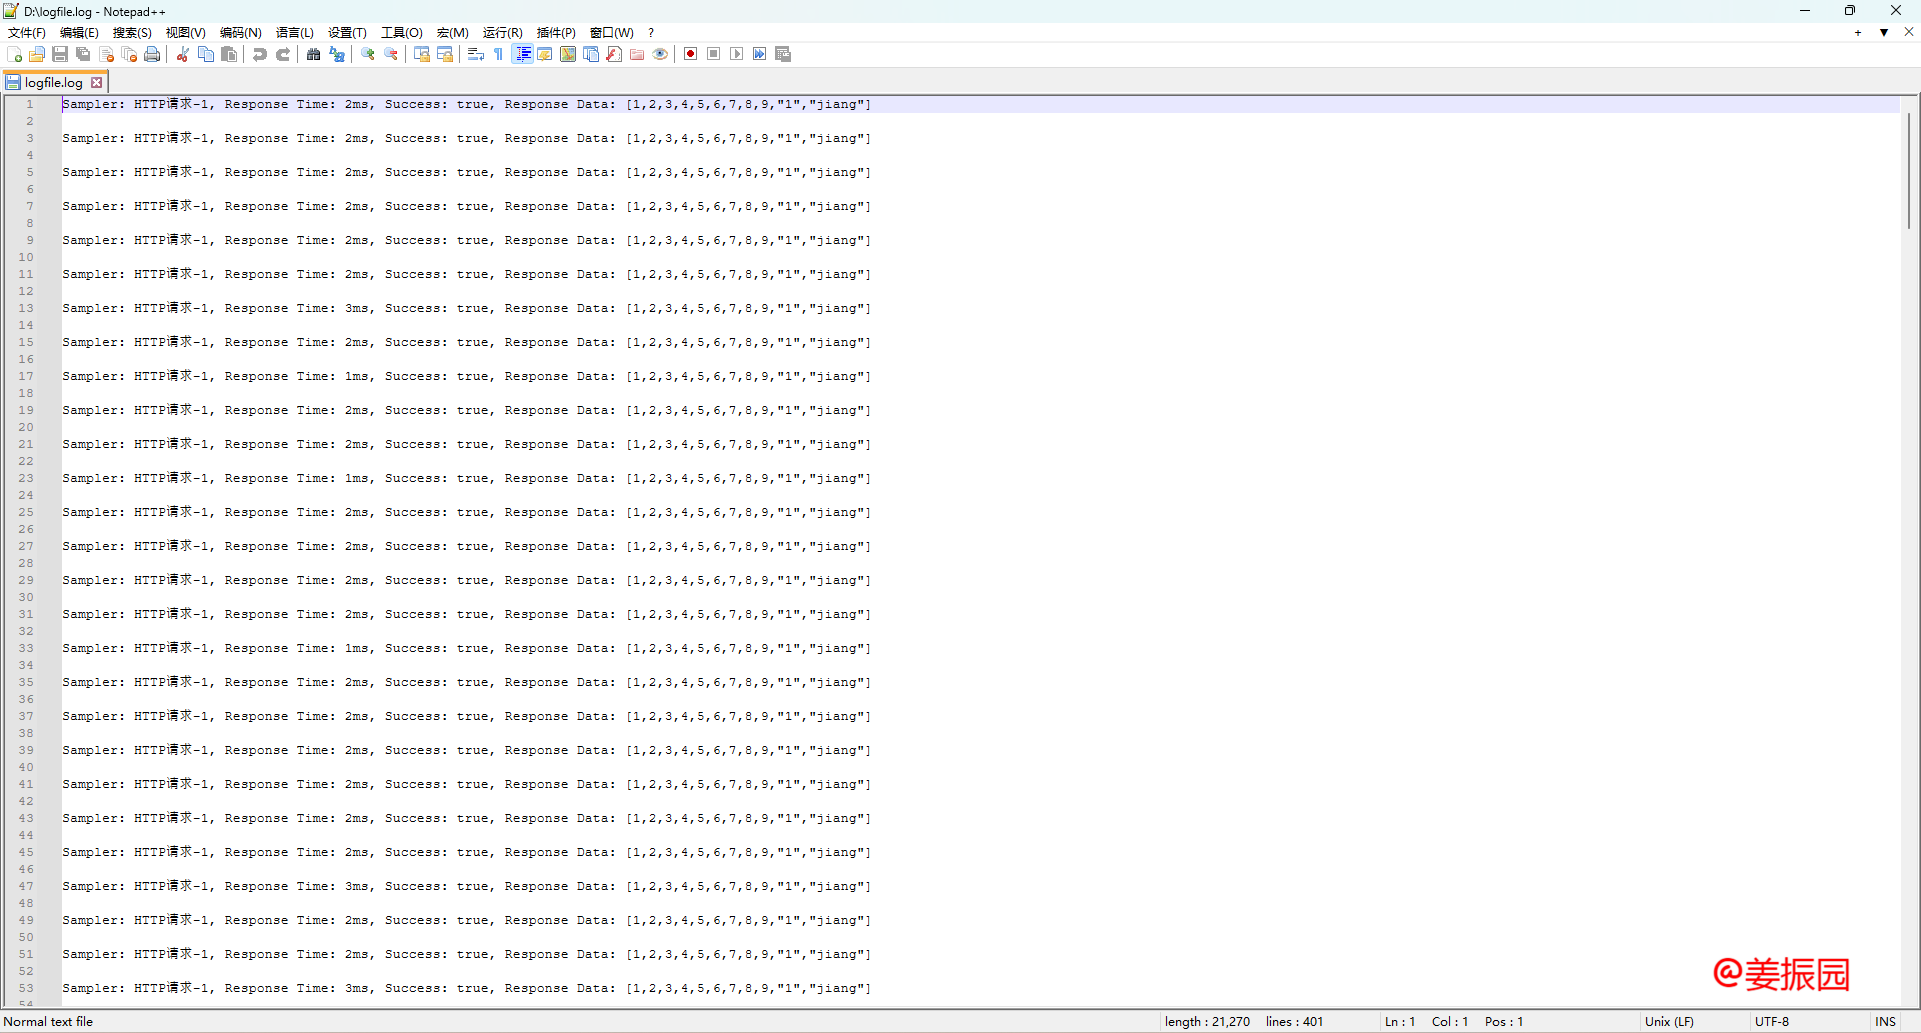 D:\logfile.log - Notepad++
文件(F) 编辑(E) 搜索(S) 视图(V) 编码(N) 语言(L) 设置(T) 工具(O) 宏(M) 运行(R) 插件(P) 窗口(W) ?
logfile.log
1 Sampler: HTTP请求-1, Response Time: 2ms, Success: true, Response Data: [1,2,3,4,5,6,7,8,9,"1","jiang"]
2
3 Sampler: HTTP请求-1, Response Time: 2ms, Success: true, Response Data: [1,2,3,4,5,6,7,8,9,"1","jiang"]
4
5 Sampler: HTTP请求-1, Response Time: 2ms, Success: true, Response Data: [1,2,3,4,5,6,7,8,9,"1","jiang"]
6
7 Sampler: HTTP请求-1, Response Time: 2ms, Success: true, Response Data: [1,2,3,4,5,6,7,8,9,"1","jiang"]
8
9 Sampler: HTTP请求-1, Response Time: 2ms, Success: true, Response Data: [1,2,3,4,5,6,7,8,9,"1","jiang"]
10
11 Sampler: HTTP请求-1, Response Time: 2ms, Success: true, Response Data: [1,2,3,4,5,6,7,8,9,"1","jiang"]
12
13 Sampler: HTTP请求-1, Response Time: 3ms, Success: true, Response Data: [1,2,3,4,5,6,7,8,9,"1","jiang"]
14
15 Sampler: HTTP请求-1, Response Time: 2ms, Success: true, Response Data: [1,2,3,4,5,6,7,8,9,"1","jiang"]
16
17 Sampler: HTTP请求-1, Response Time: 1ms, Success: true, Response Data: [1,2,3,4,5,6,7,8,9,"1","jiang"]
18
19 Sampler: HTTP请求-1, Response Time: 2ms, Success: true, Response Data: [1,2,3,4,5,6,7,8,9,"1","jiang"]
20
21 Sampler: HTTP请求-1, Response Time: 2ms, Success: true, Response Data: [1,2,3,4,5,6,7,8,9,"1","jiang"]
22
23 Sampler: HTTP请求-1, Response Time: 1ms, Success: true, Response Data: [1,2,3,4,5,6,7,8,9,"1","jiang"]
24
25 Sampler: HTTP请求-1, Response Time: 2ms, Success: true, Response Data: [1,2,3,4,5,6,7,8,9,"1","jiang"]
26
27 Sampler: HTTP请求-1, Response Time: 2ms, Success: true, Response Data: [1,2,3,4,5,6,7,8,9,"1","jiang"]
28
29 Sampler: HTTP请求-1, Response Time: 2ms, Success: true, Response Data: [1,2,3,4,5,6,7,8,9,"1","jiang"]
30
31 Sampler: HTTP请求-1, Response Time: 2ms, Success: true, Response Data: [1,2,3,4,5,6,7,8,9,"1","jiang"]
32
33 Sampler: HTTP请求-1, Response Time: 1ms, Success: true, Response Data: [1,2,3,4,5,6,7,8,9,"1","jiang"]
34
35 Sampler: HTTP请求-1, Response Time: 2ms, Success: true, Response Data: [1,2,3,4,5,6,7,8,9,"1","jiang"]
36
37 Sampler: HTTP请求-1, Response Time: 2ms, Success: true, Response Data: [1,2,3,4,5,6,7,8,9,"1","jiang"]
38
39 Sampler: HTTP请求-1, Response Time: 2ms, Success: true, Response Data: [1,2,3,4,5,6,7,8,9,"1","jiang"]
40
41 Sampler: HTTP请求-1, Response Time: 2ms, Success: true, Response Data: [1,2,3,4,5,6,7,8,9,"1","jiang"]
42
43 Sampler: HTTP请求-1, Response Time: 2ms, Success: true, Response Data: [1,2,3,4,5,6,7,8,9,"1","jiang"]
44
45 Sampler: HTTP请求-1, Response Time: 2ms, Success: true, Response Data: [1,2,3,4,5,6,7,8,9,"1","jiang"]
46
47 Sampler: HTTP请求-1, Response Time: 3ms, Success: true, Response Data: [1,2,3,4,5,6,7,8,9,"1","jiang"]
48
49 Sampler: HTTP请求-1, Response Time: 2ms, Success: true, Response Data: [1,2,3,4,5,6,7,8,9,"1","jiang"]
50
51 Sampler: HTTP请求-1, Response Time: 2ms, Success: true, Response Data: [1,2,3,4,5,6,7,8,9,"1","jiang"]
52
53 Sampler: HTTP请求-1, Response Time: 3ms, Success: true, Response Data: [1,2,3,4,5,6,7,8,9,"1","jiang"]
54
@姜振园
Normal text file length : 21,270 lines : 401 Ln : 1 Col : 1 Pos : 1 Unix (LF) UTF-8 INS